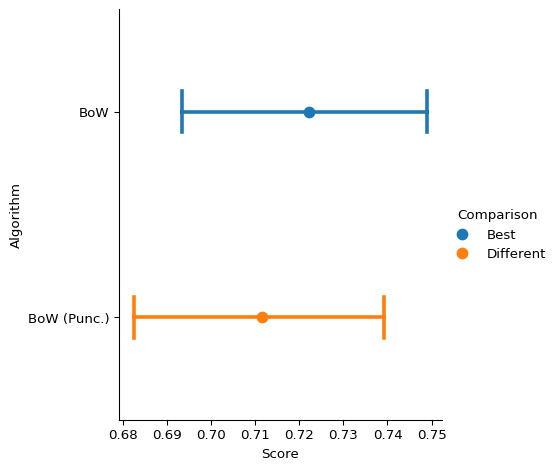 BoW
BoW (Punc.)
Algorithm
0.68 0.69 0.70 0.71 0.72 0.73 0.74 0.75
Score
Comparison
Best
Different